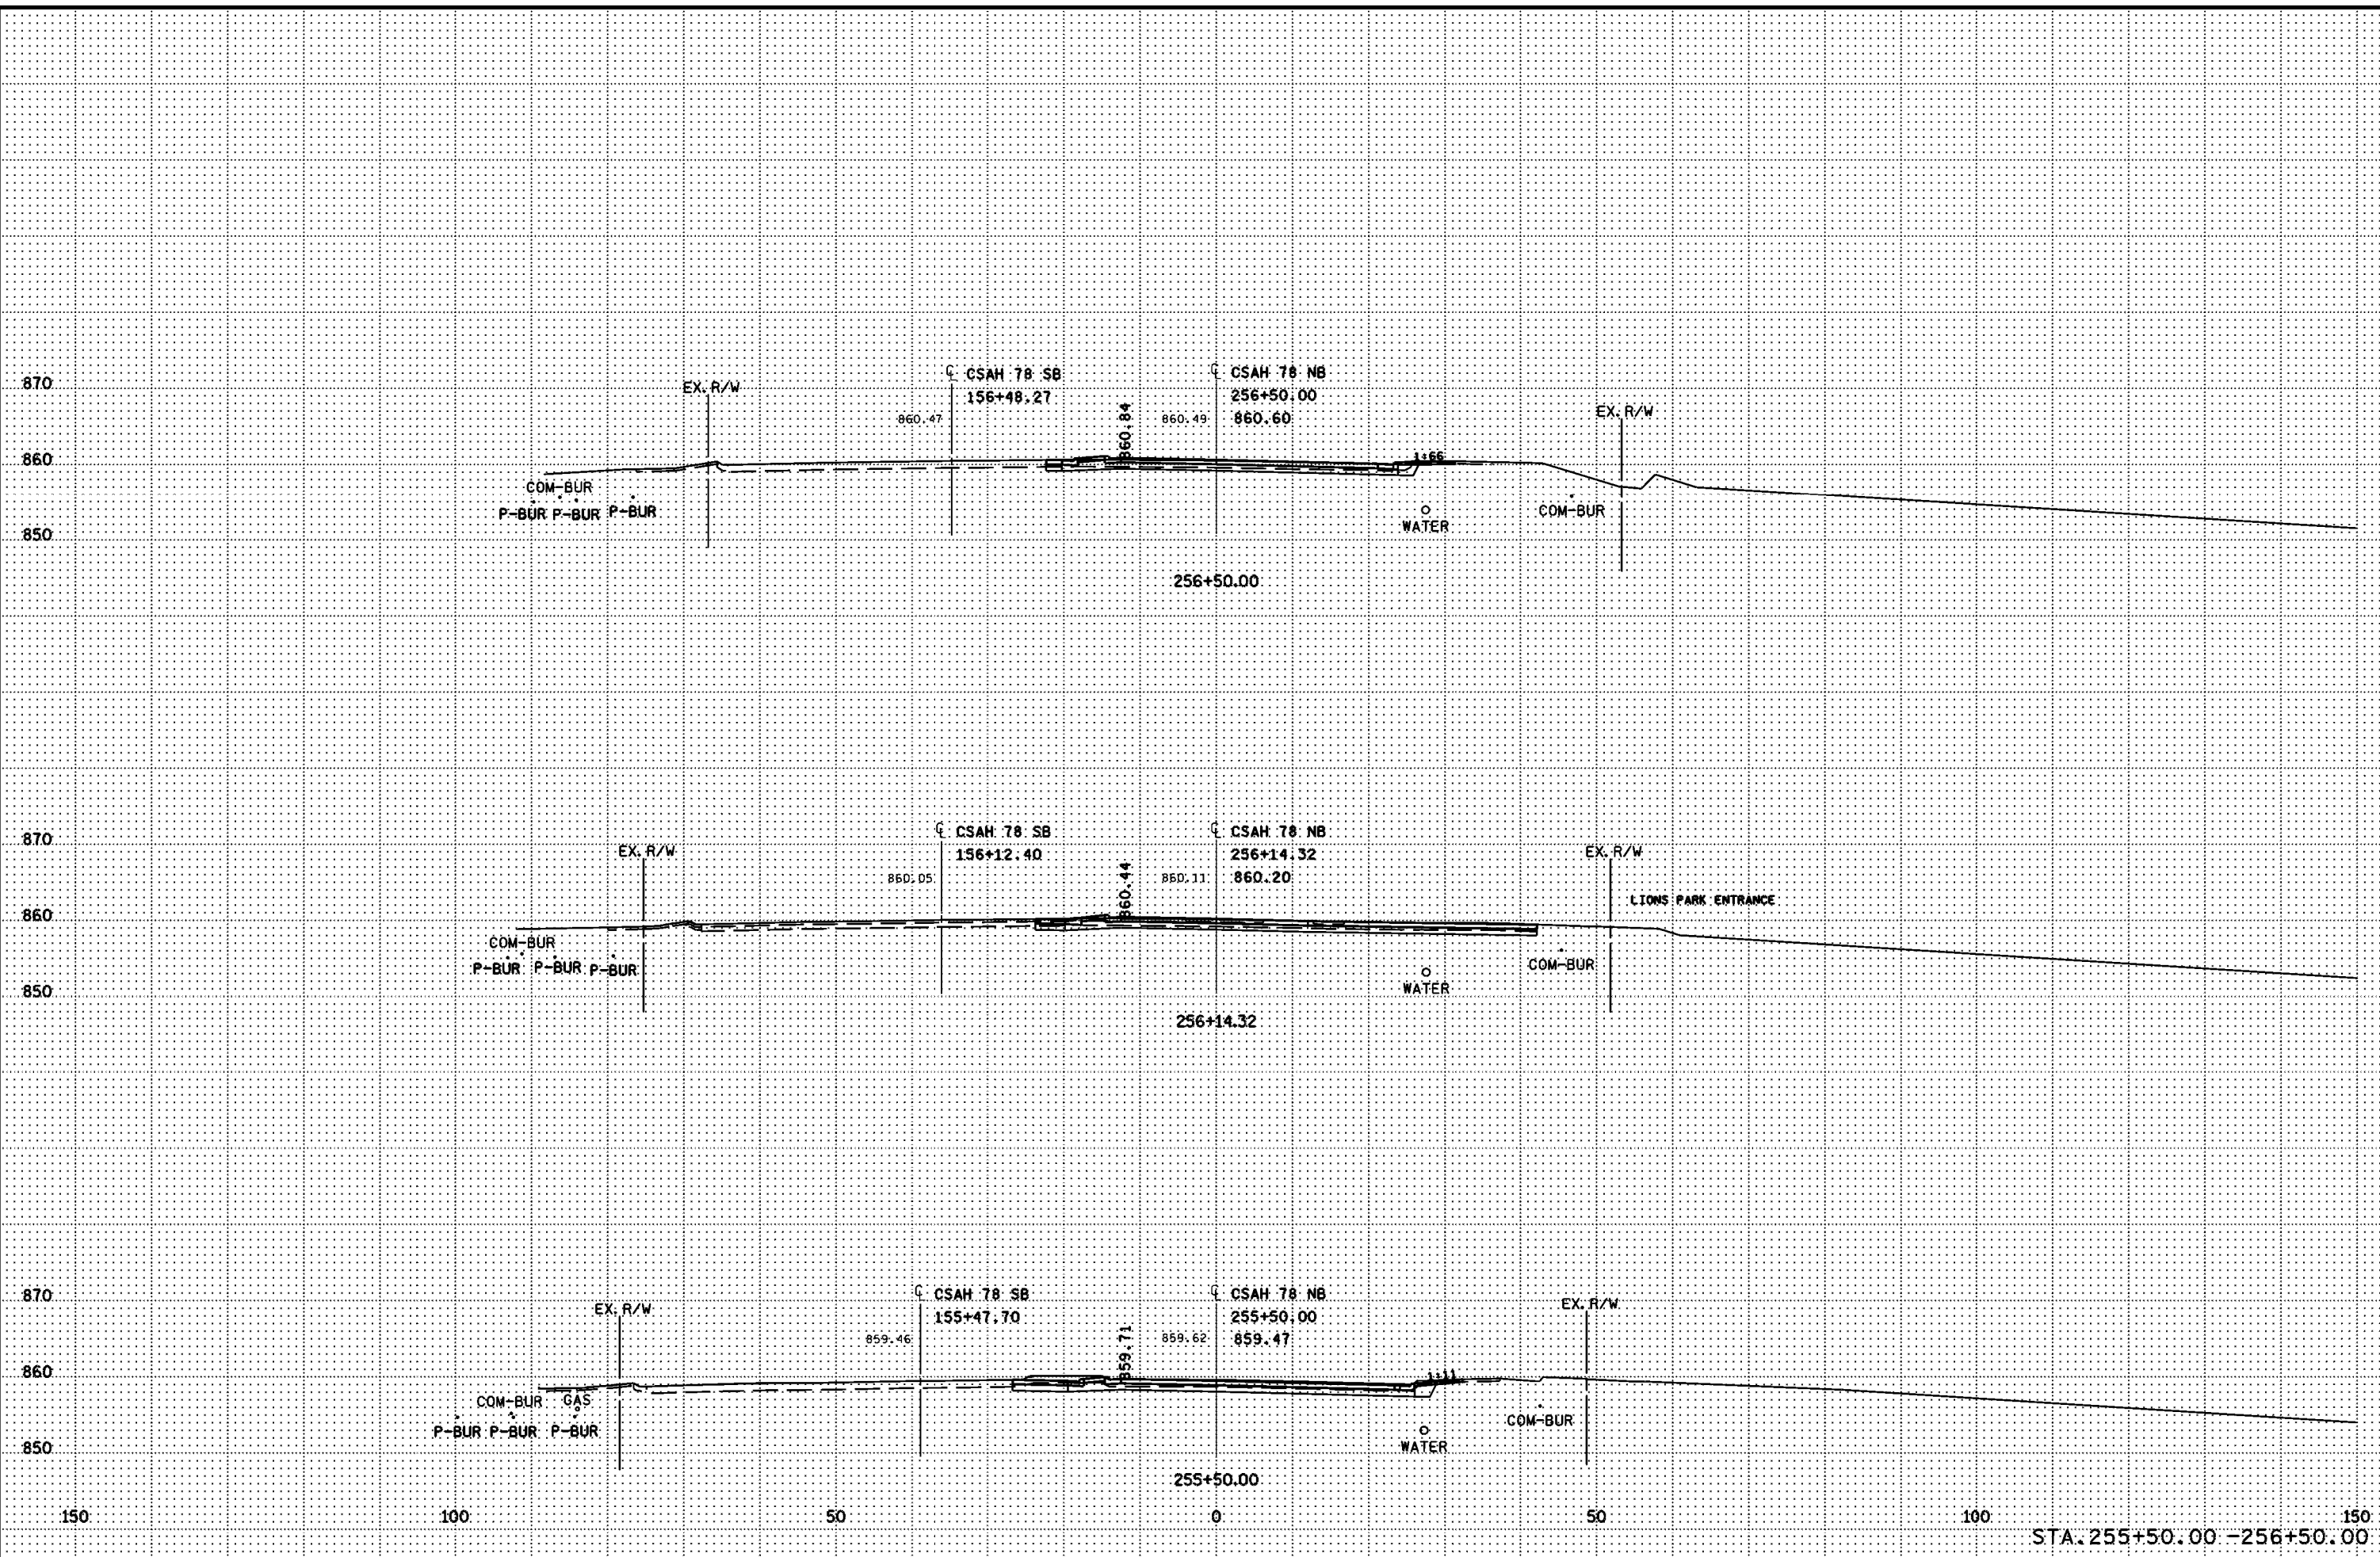 870
EX. R/W
℄ CSAH 78 SB
156+48.27
860.47
860.84
860.49
℄ CSAH 78 NB
256+50.00
860.60
EX. R/W
860
1:66
COM-BUR
P-BUR P-BUR P-BUR
WATER
COM-BUR
850
256+50.00
870
EX. R/W
℄ CSAH 78 SB
156+12.40
860.05
860.44
860.11
℄ CSAH 78 NB
256+14.32
860.20
EX. R/W
LIONS PARK ENTRANCE
860
COM-BUR
P-BUR P-BUR P-BUR
WATER
COM-BUR
850
256+14.32
870
EX. R/W
℄ CSAH 78 SB
155+47.70
859.46
859.71
859.62
℄ CSAH 78 NB
255+50.00
859.47
EX. R/W
860
1:11
COM-BUR GAS
P-BUR P-BUR P-BUR
WATER
COM-BUR
850
255+50.00
150 100 50 0 50 100 150
STA. 255+50.00 -256+50.00